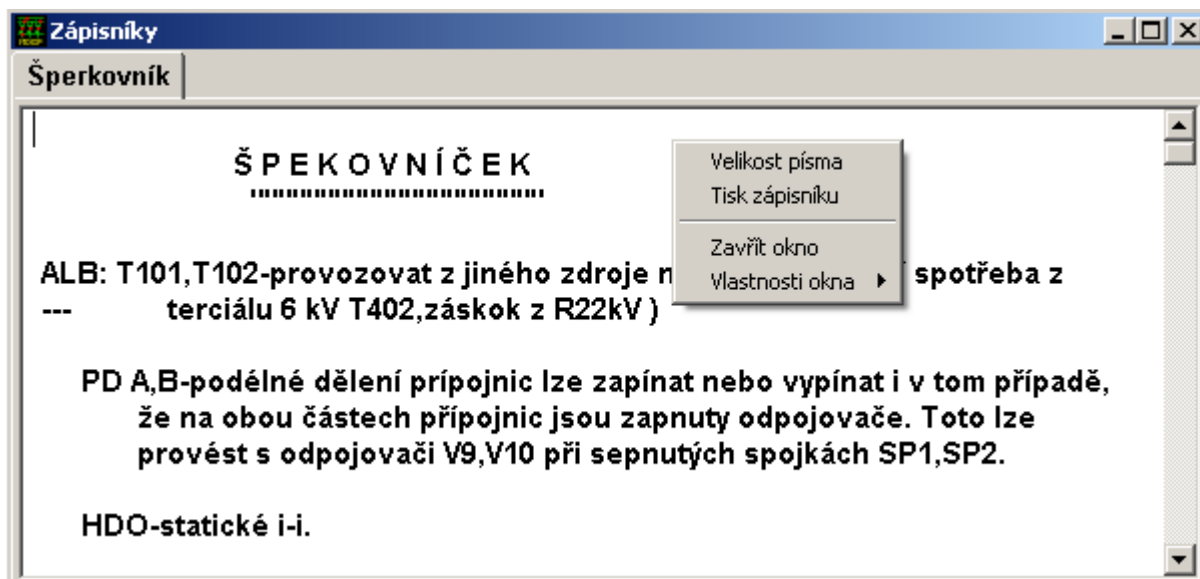 Zápisníky
Šperkovník
ŠPEKOVNÍČEK
Velikost písma
Tisk zápisníku
Zavřít okno
Vlastnosti okna
ALB: T101,T102-provozovat z jiného zdroje spotřeba z
--- terciálu 6 kV T402,záskok z R22kV )
PD A,B-podélné dělení prípojnic lze zapínat nebo vypínat i v tom případě,
že na obou částech přípojnic jsou zapnuty odpojovače. Toto lze
provést s odpojovači V9,V10 při sepnutých spojkách SP1,SP2.
HDO-statické i-i.